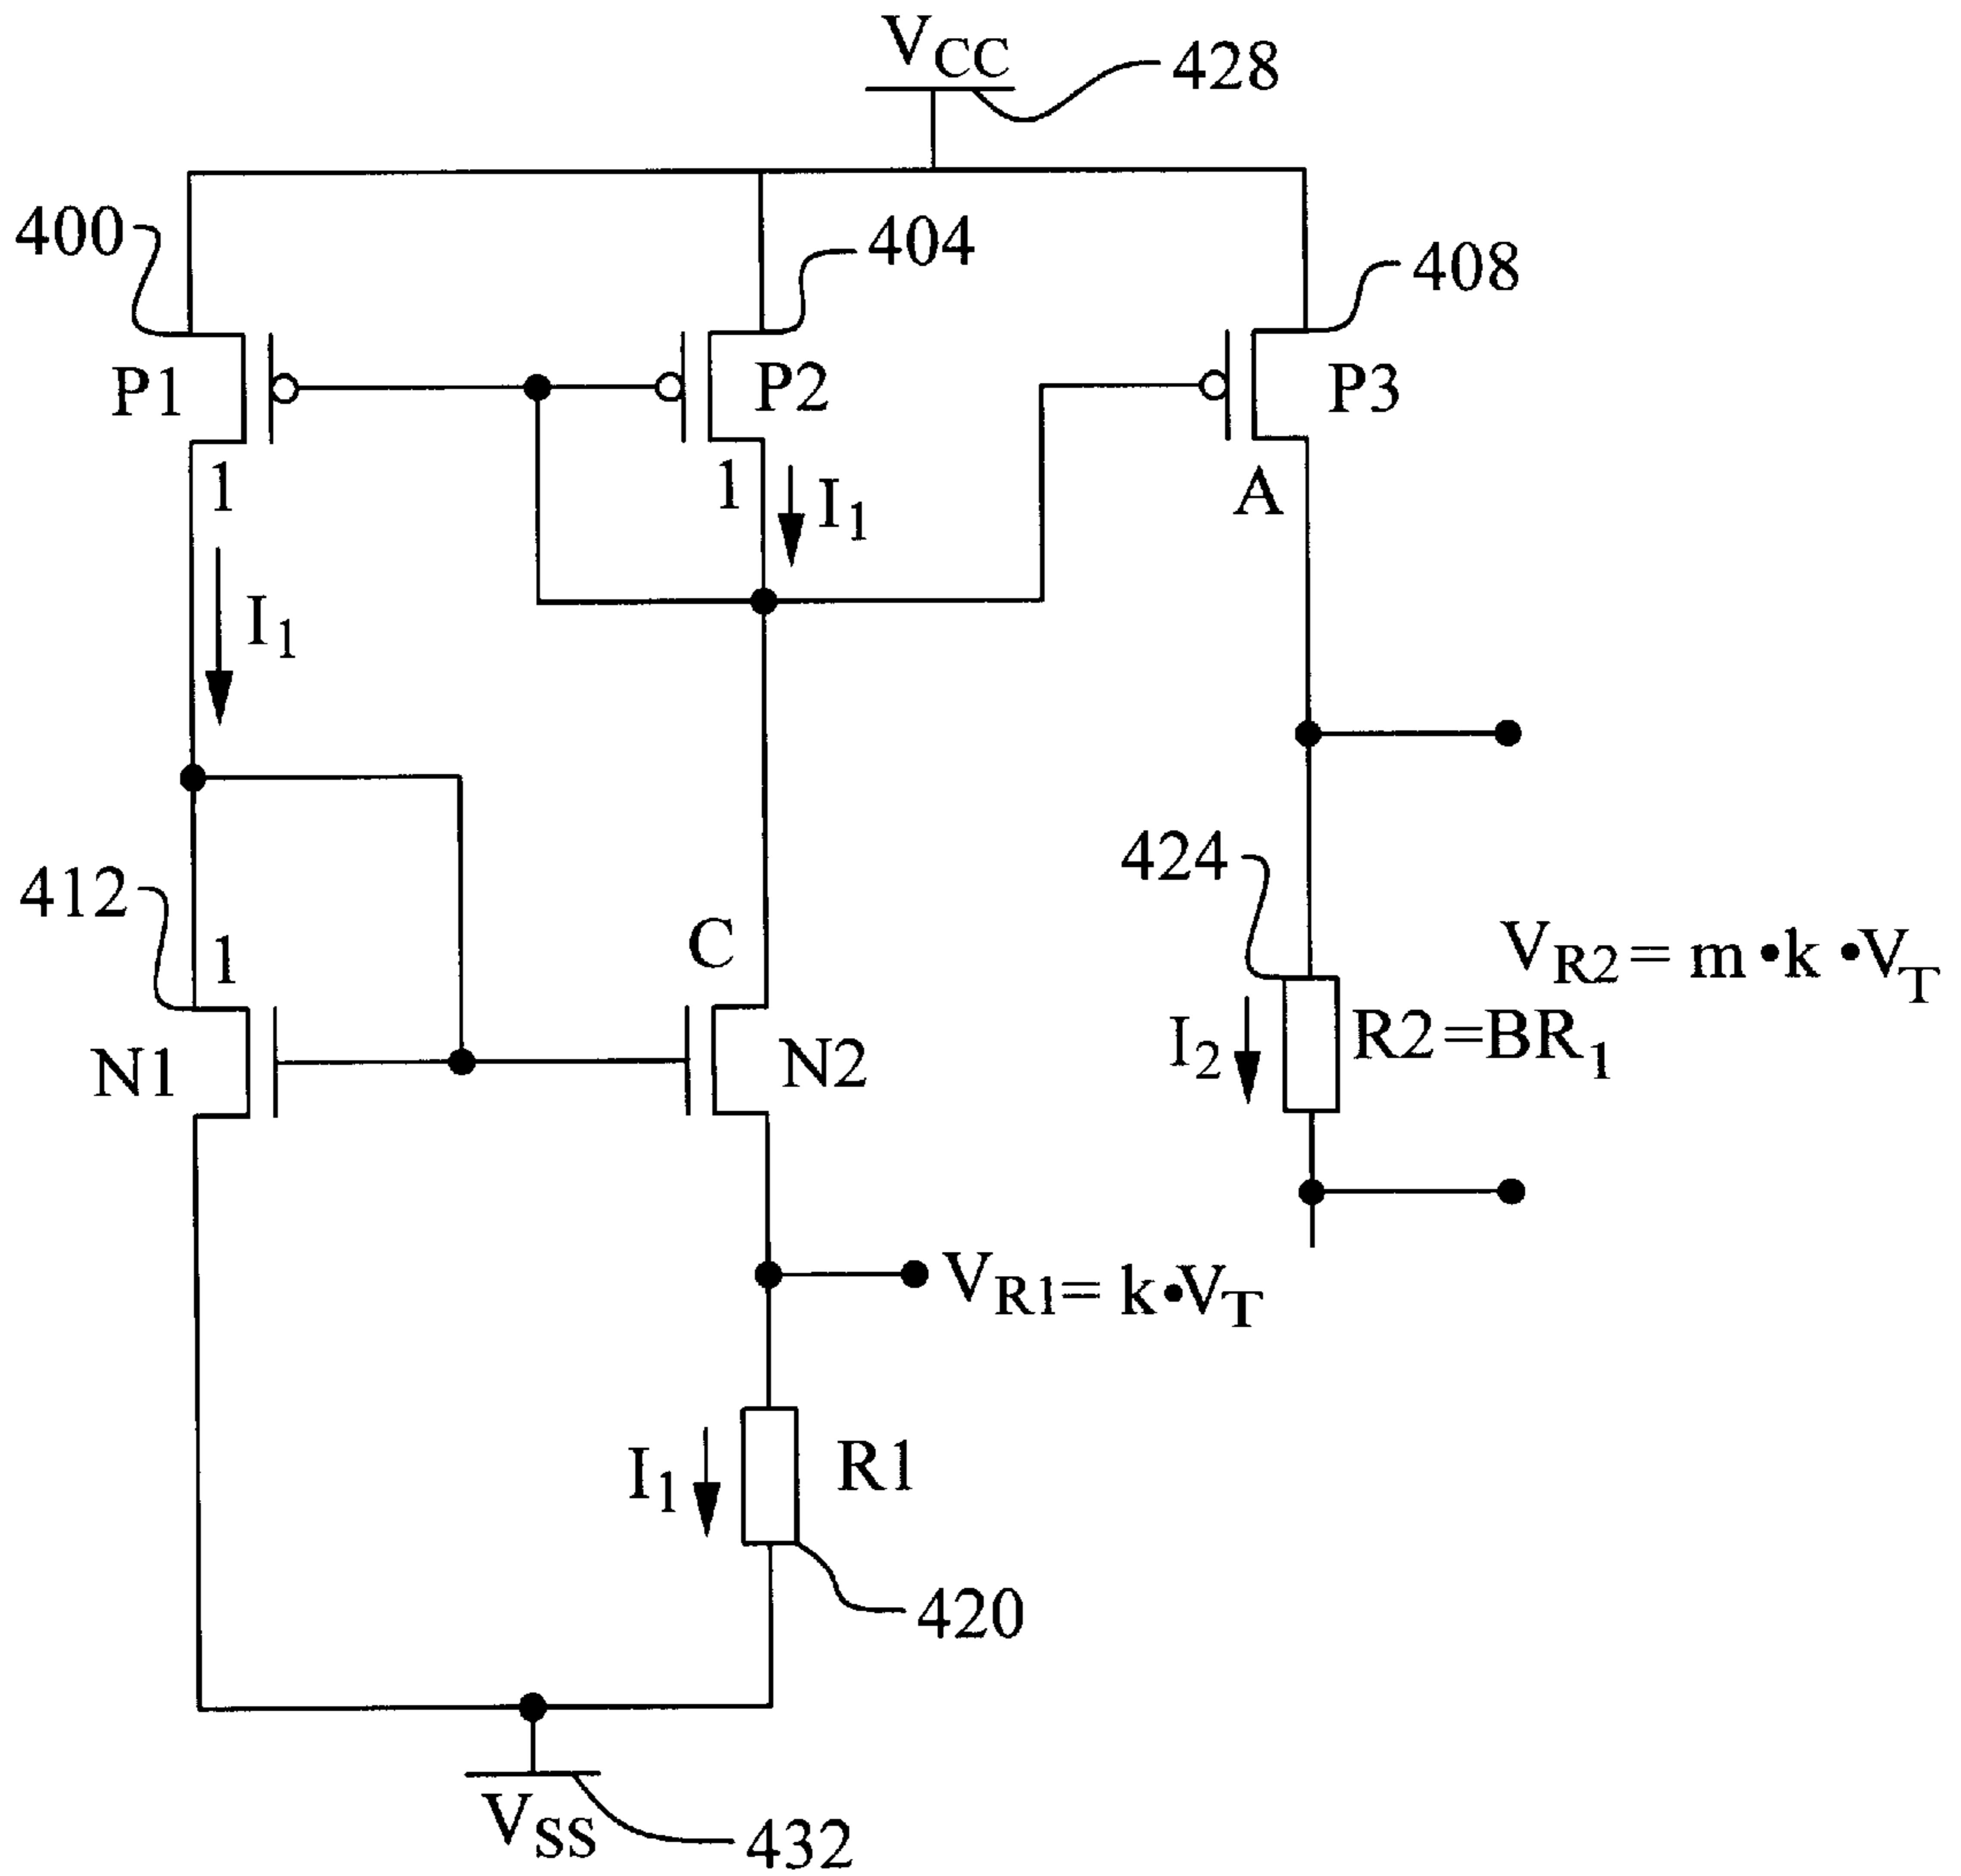 VCC
428
400
404
408
P1
P2
P3
1
1
A
I1
I1
412
1
C
424
VR2 = m•k•VT
N1
N2
I2
R2=BR1
VR1= k•VT
I1
R1
420
VSS
432